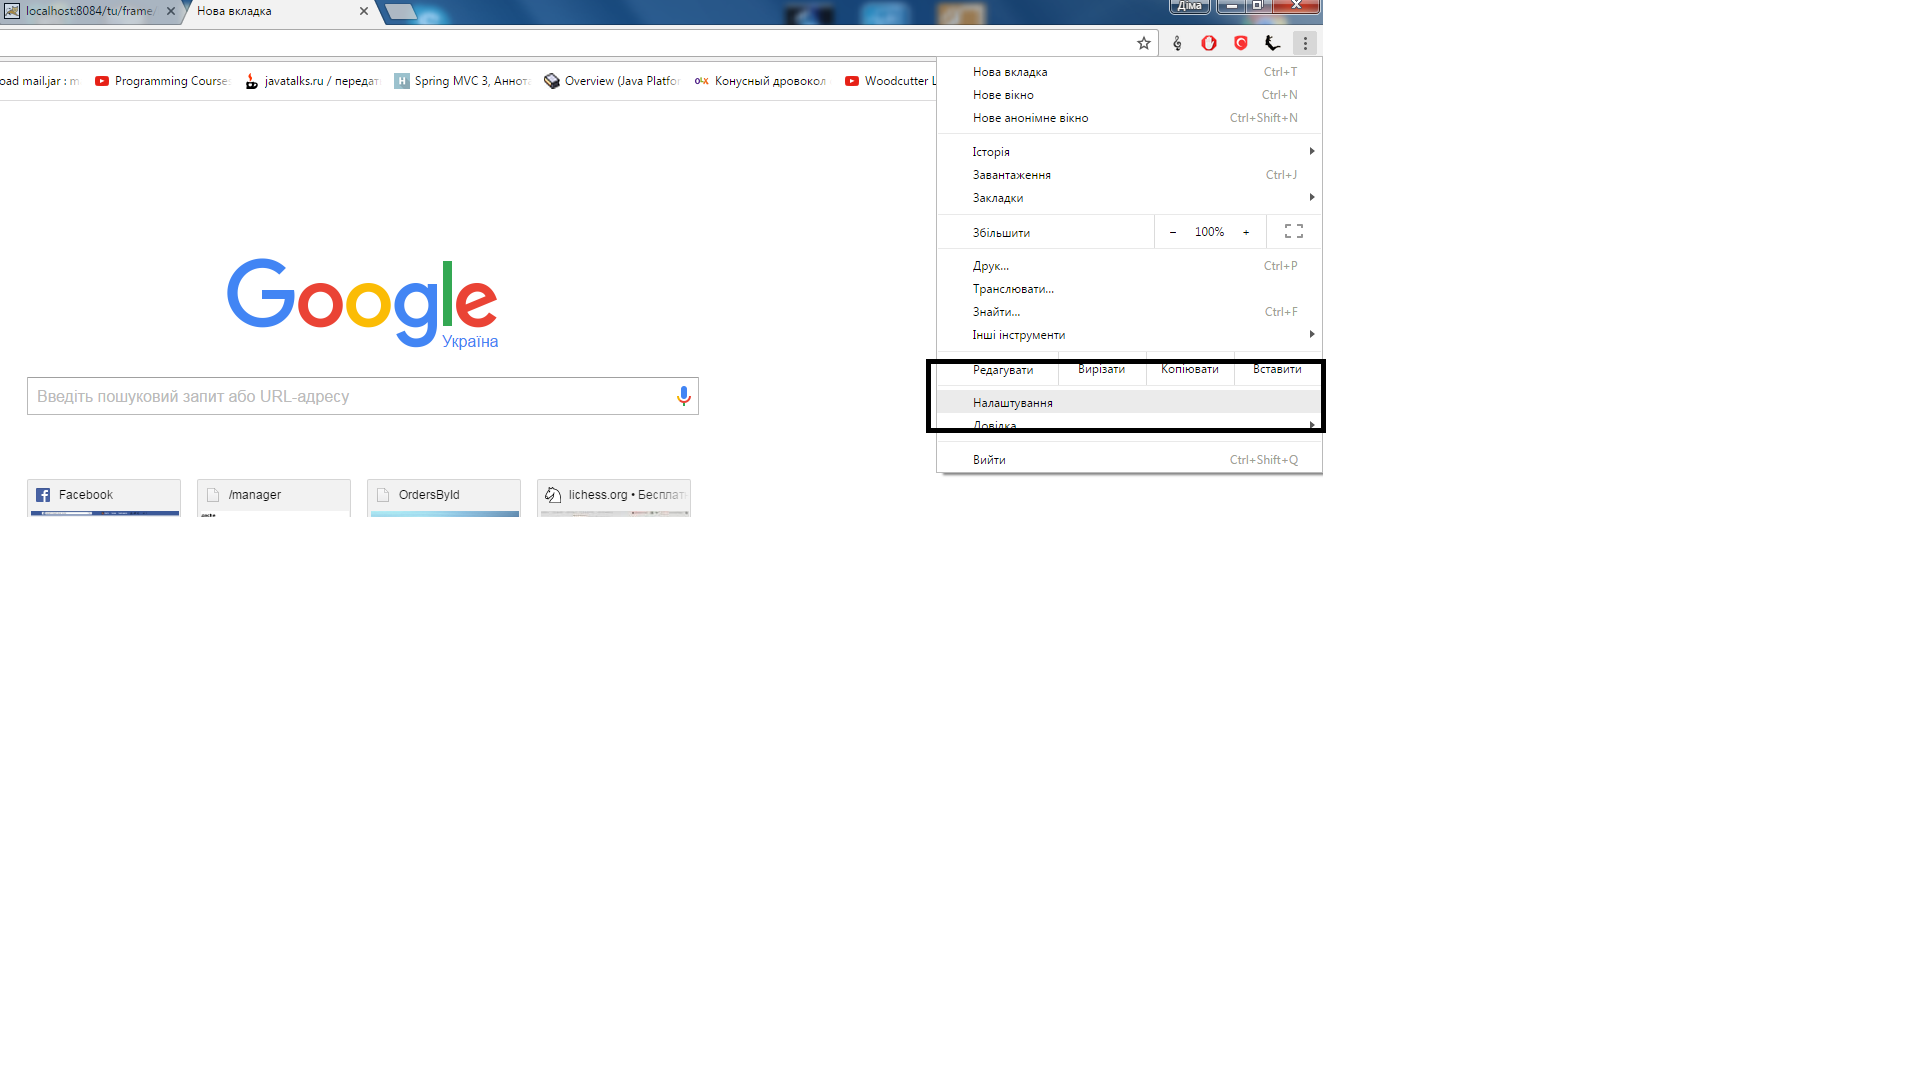 localhost:8084/tu/frame/
Нова вкладка
Діма
oad mail.jar : m
Programming Courses
javatalks.ru / передат
Spring MVC 3, Аннота
Overview (Java Platfor
олх Конусный дровокол
Woodcutter L
Нова вкладка Ctrl+T
Нове вікно Ctrl+N
Нове анонімне вікно Ctrl+Shift+N
Історія
Завантаження Ctrl+J
Закладки
Збільшити − 100% +
Друк... Ctrl+P
Транслювати...
Знайти... Ctrl+F
Інші інструменти
Редагувати Вирізати Копіювати Вставити
Налаштування
Довідка
Вийти Ctrl+Shift+Q
Google
Україна
Введіть пошуковий запит або URL-адресу
Facebook
/manager
OrdersById
lichess.org • Бесплат